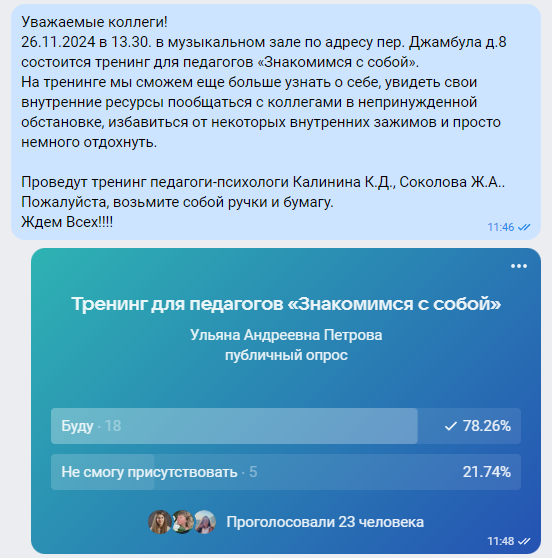 Уважаемые коллеги!
26.11.2024 в 13.30. в музыкальном зале по адресу пер. Джамбула д.8
состоится тренинг для педагогов «Знакомимся с собой».
На тренинге мы сможем еще больше узнать о себе, увидеть свои
внутренние ресурсы пообщаться с коллегами в непринужденной
обстановке, избавиться от некоторых внутренних зажимов и просто
немного отдохнуть.
Проведут тренинг педагоги-психологи Калинина К.Д., Соколова Ж.А..
Пожалуйста, возьмите собой ручки и бумагу.
Ждем Всех!!!!
11:46
Тренинг для педагогов «Знакомимся с собой»
Ульяна Андреевна Петрова
публичный опрос
Буду · 18 78.26%
Не смогу присутствовать · 5 21.74%
Проголосовали 23 человека
11:48